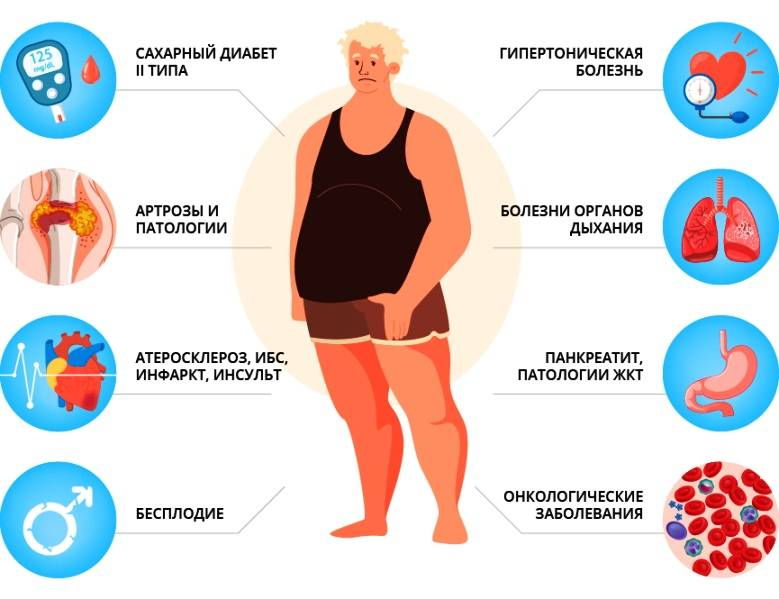 125
mg/dL
САХАРНЫЙ ДИАБЕТ
II ТИПА
АРТРОЗЫ И
ПАТОЛОГИИ
АТЕРОСКЛЕРОЗ, ИБС,
ИНФАРКТ, ИНСУЛЬТ
БЕСПЛОДИЕ
ГИПЕРТОНИЧЕСКАЯ
БОЛЕЗНЬ
БОЛЕЗНИ ОРГАНОВ
ДЫХАНИЯ
ПАНКРЕАТИТ,
ПАТОЛОГИИ ЖКТ
ОНКОЛОГИЧЕСКИЕ
ЗАБОЛЕВАНИЯ